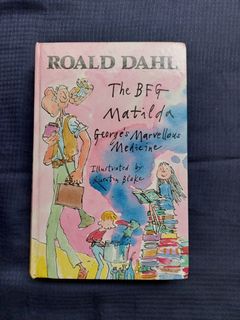 ROALD DAHL
The BFG
Matilda
George's Marvellous
Medicine
Illustrated by
Quentin Blake